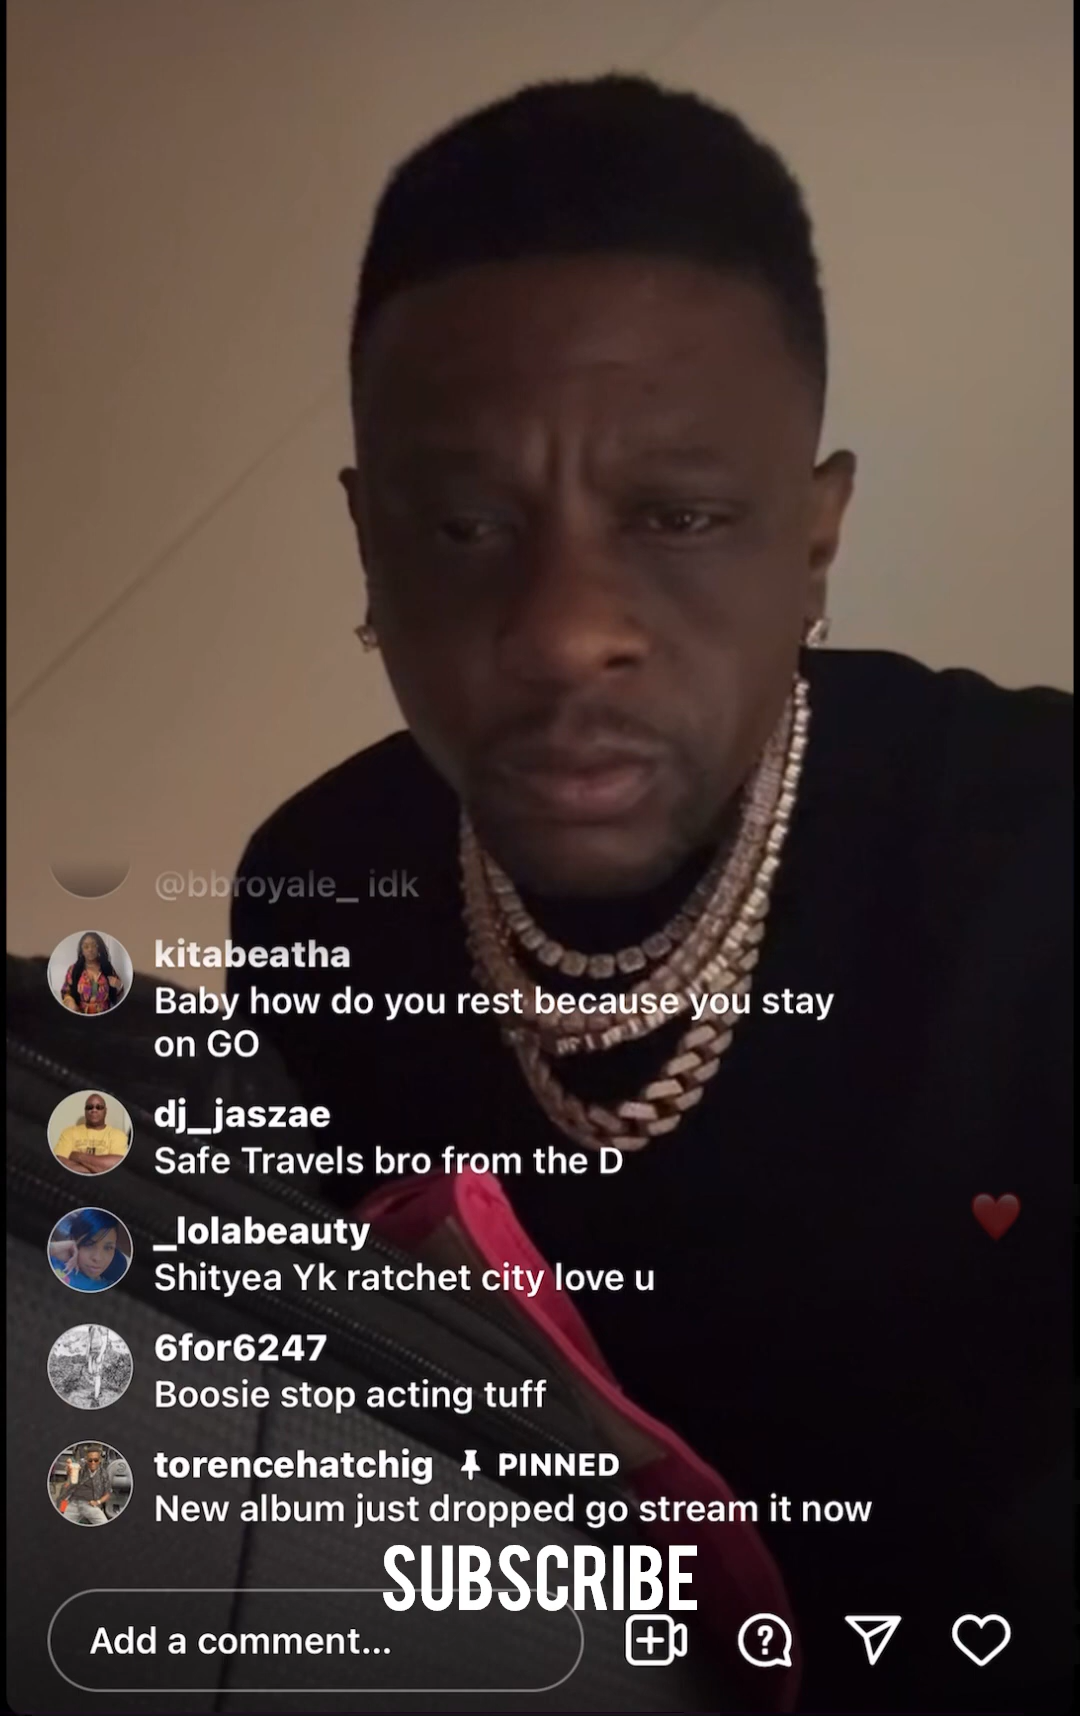 @bbroyale_ idk
kitabeatha
Baby how do you rest because you stay
on GO
dj_jaszae
Safe Travels bro from the D
_lolabeauty
Shityea Yk ratchet city love u
6for6247
Boosie stop acting tuff
torencehatchig PINNED
New album just dropped go stream it now
SUBSCRIBE
Add a comment...